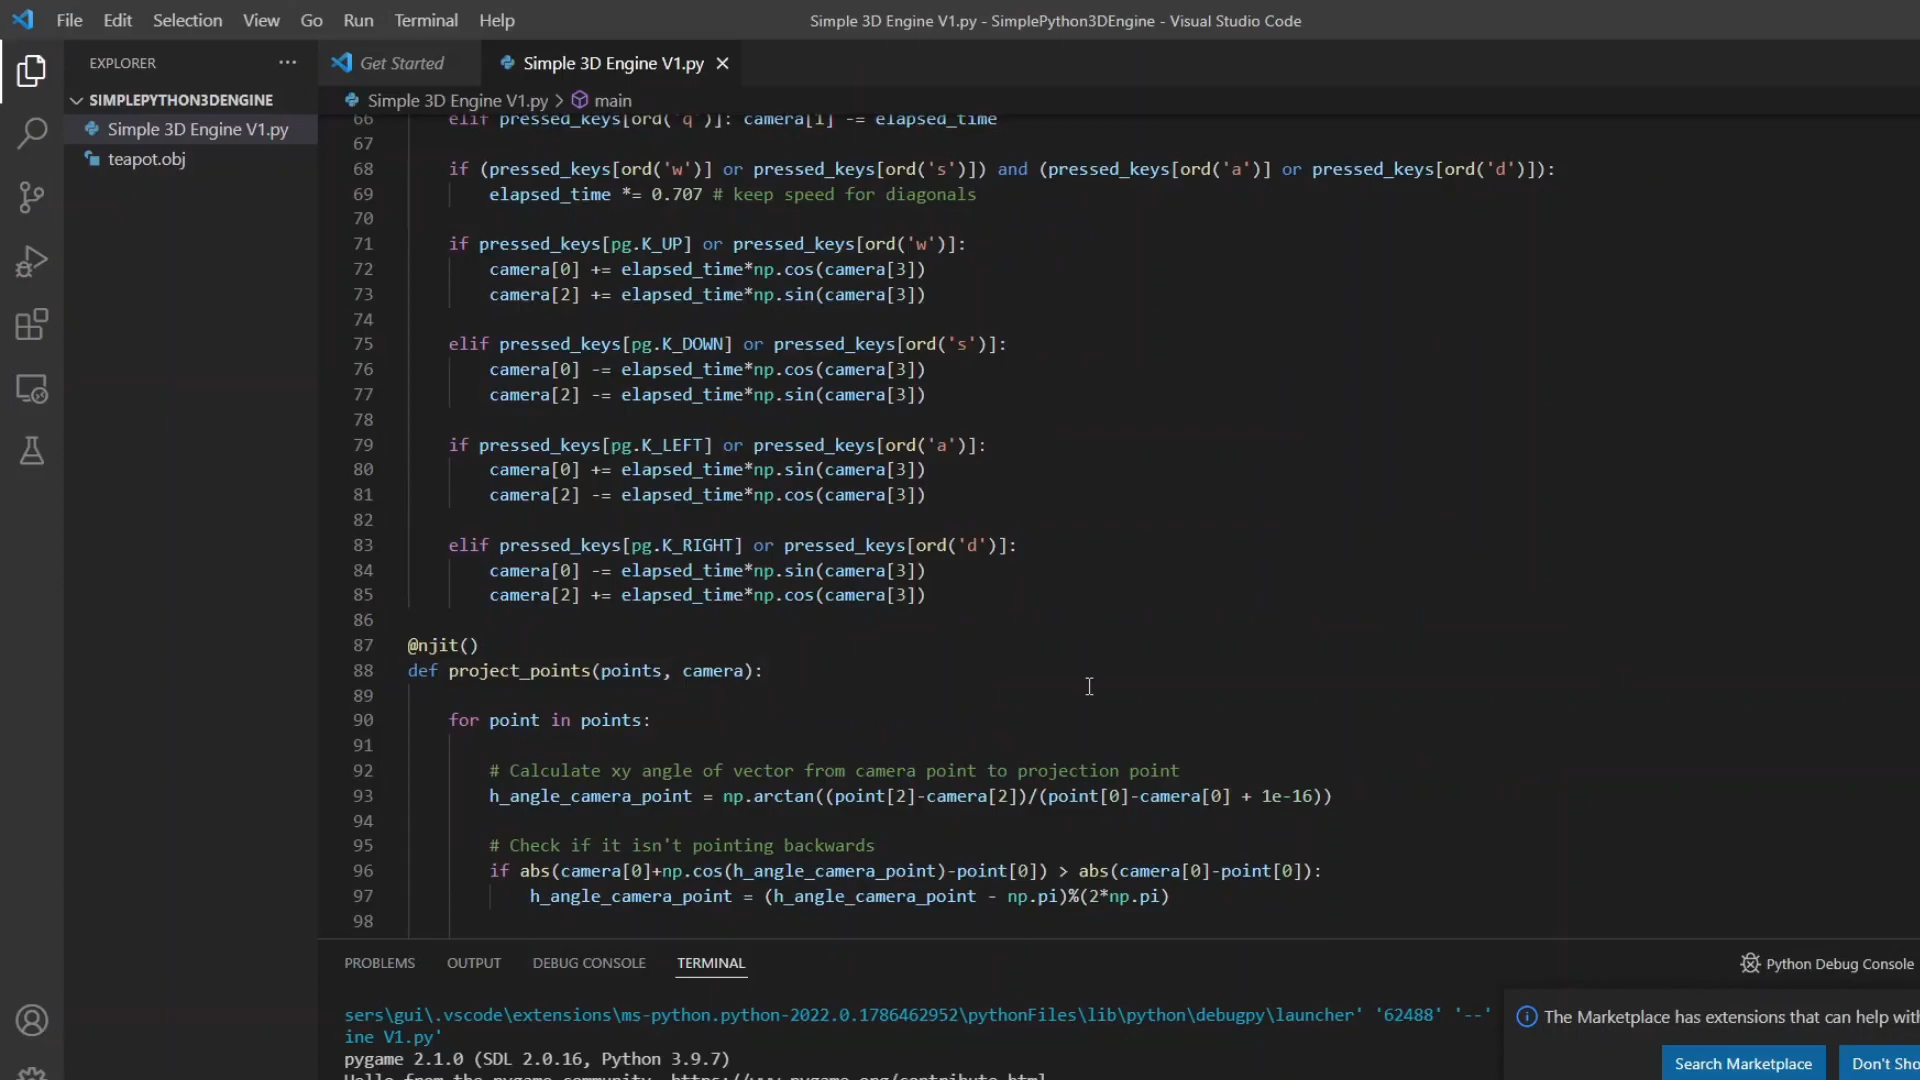 File Edit Selection View Go Run Terminal Help
Simple 3D Engine V1.py - SimplePython3DEngine - Visual Studio Code
EXPLORER
Get Started
Simple 3D Engine V1.py
SIMPLEPYTHON3DENGINE
Simple 3D Engine V1.py
teapot.obj
Simple 3D Engine V1.py > main
66 elif pressed_keys[ord('q')]: camera[1] -= elapsed_time
67
68 if (pressed_keys[ord('w')] or pressed_keys[ord('s')]) and (pressed_keys[ord('a')] or pressed_keys[ord('d')]):
69 elapsed_time *= 0.707 # keep speed for diagonals
70
71 if pressed_keys[pg.K_UP] or pressed_keys[ord('w')]:
72 camera[0] += elapsed_time*np.cos(camera[3])
73 camera[2] += elapsed_time*np.sin(camera[3])
74
75 elif pressed_keys[pg.K_DOWN] or pressed_keys[ord('s')]:
76 camera[0] -= elapsed_time*np.cos(camera[3])
77 camera[2] -= elapsed_time*np.sin(camera[3])
78
79 if pressed_keys[pg.K_LEFT] or pressed_keys[ord('a')]:
80 camera[0] += elapsed_time*np.sin(camera[3])
81 camera[2] -= elapsed_time*np.cos(camera[3])
82
83 elif pressed_keys[pg.K_RIGHT] or pressed_keys[ord('d')]:
84 camera[0] -= elapsed_time*np.sin(camera[3])
85 camera[2] += elapsed_time*np.cos(camera[3])
86
87 @njit()
88 def project_points(points, camera):
89
90 for point in points:
91
92 # Calculate xy angle of vector from camera point to projection point
93 h_angle_camera_point = np.arctan((point[2]-camera[2])/(point[0]-camera[0] + 1e-16))
94
95 # Check if it isn't pointing backwards
96 if abs(camera[0]+np.cos(h_angle_camera_point)-point[0]) > abs(camera[0]-point[0]):
97 h_angle_camera_point = (h_angle_camera_point - np.pi)%(2*np.pi)
98
PROBLEMS OUTPUT DEBUG CONSOLE TERMINAL
Python Debug Console
sers\gui\.vscode\extensions\ms-python.python-2022.0.1786462952\pythonFiles\lib\python\debugpy\launcher' '62488' '--'
ine V1.py'
pygame 2.1.0 (SDL 2.0.16, Python 3.9.7)
Hello from the pygame community. https://www.pygame.org/contribute.html
The Marketplace has extensions that can help with
Search Marketplace
Don't Sho